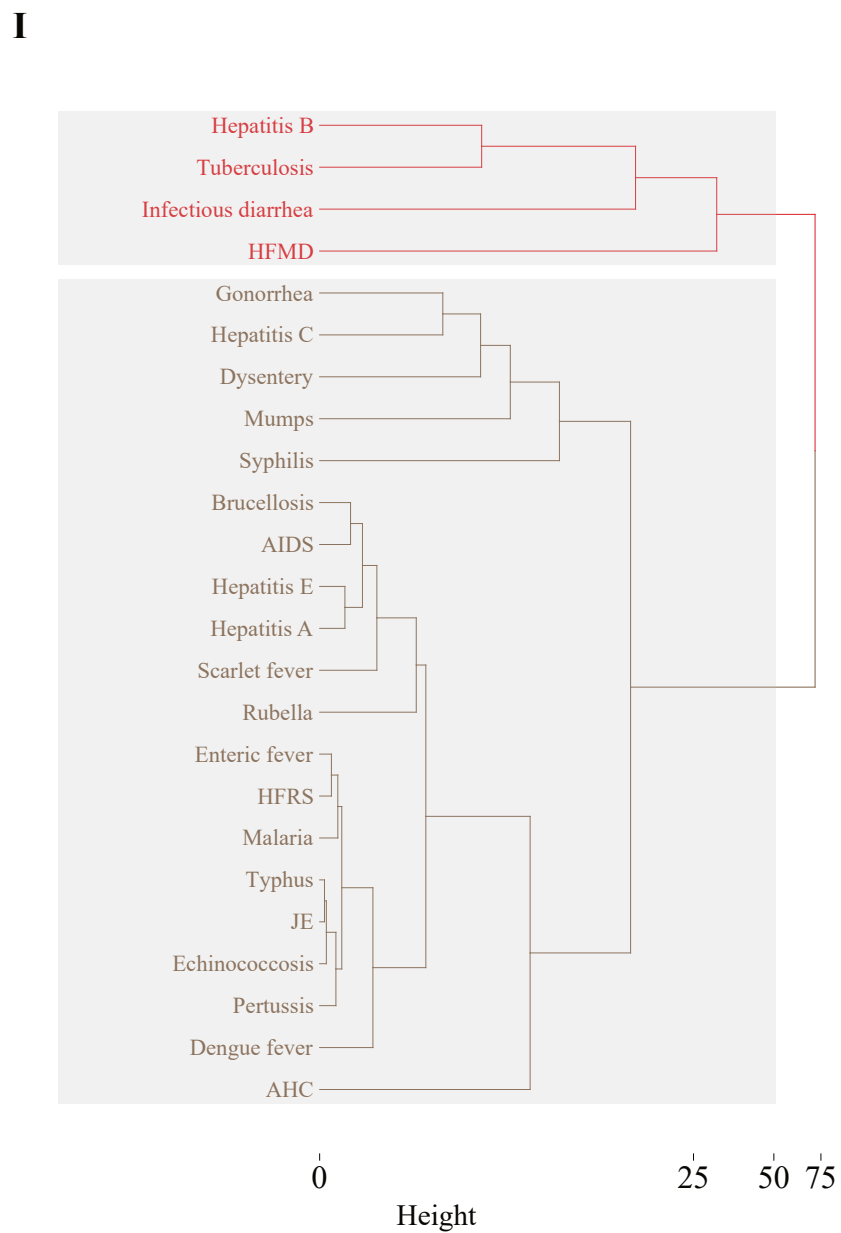 I
Hepatitis B
Tuberculosis
Infectious diarrhea
HFMD
Gonorrhea
Hepatitis C
Dysentery
Mumps
Syphilis
Brucellosis
AIDS
Hepatitis E
Hepatitis A
Scarlet fever
Rubella
Enteric fever
HFRS
Malaria
Typhus
JE
Echinococcosis
Pertussis
Dengue fever
AHC
0 25 50 75
Height